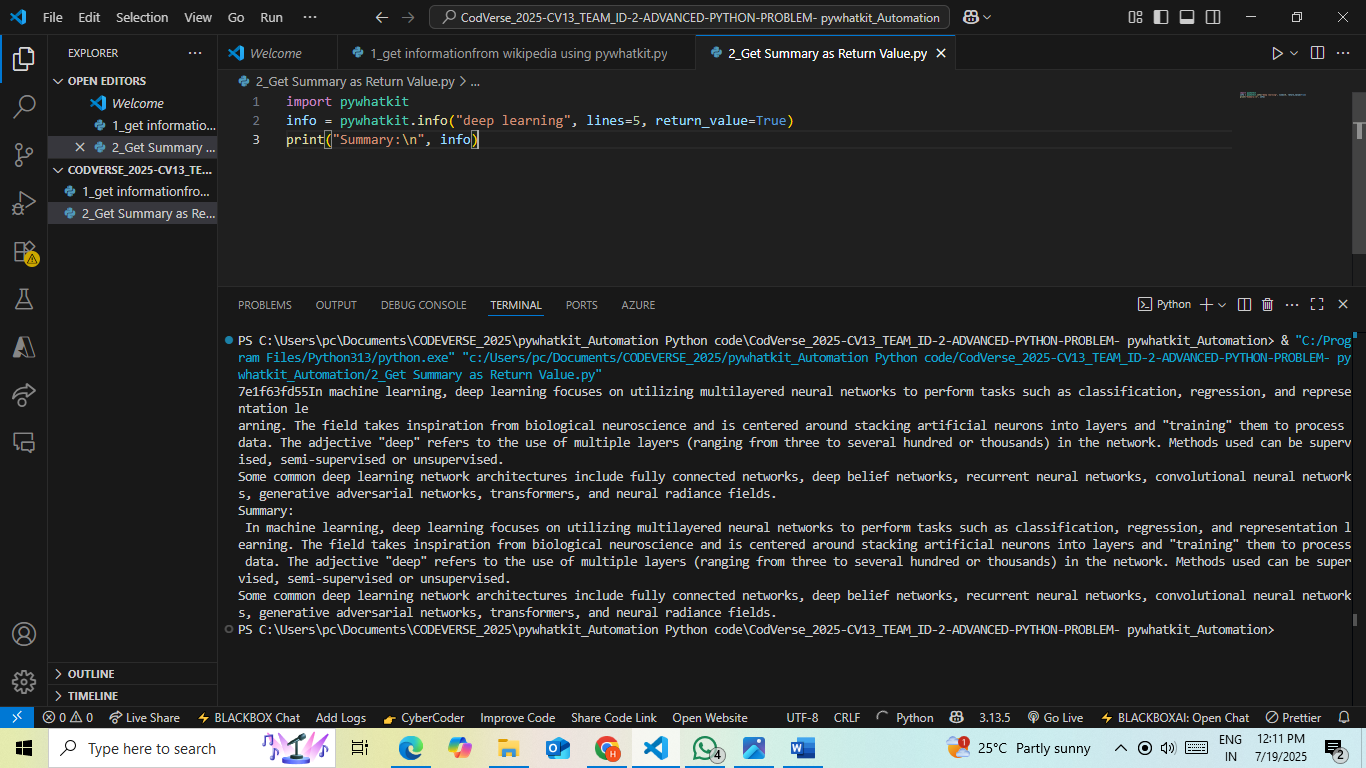 File Edit Selection View Go Run ···
CodVerse_2025-CV13_TEAM_ID-2-ADVANCED-PYTHON-PROBLEM- pywhatkit_Automation
EXPLORER
OPEN EDITORS
Welcome
1_get informatio...
2_Get Summary ...
CODVERSE_2025-CV13_TE...
1_get informationfro...
2_Get Summary as Re...
OUTLINE
TIMELINE
Welcome 1_get informationfrom wikipedia using pywhatkit.py 2_Get Summary as Return Value.py
2_Get Summary as Return Value.py > ...
1 import pywhatkit
2 info = pywhatkit.info("deep learning", lines=5, return_value=True)
3 print("Summary:\n", info)
PROBLEMS OUTPUT DEBUG CONSOLE TERMINAL PORTS AZURE
Python
PS C:\Users\pc\Documents\CODEVERSE_2025\pywhatkit_Automation Python code\CodVerse_2025-CV13_TEAM_ID-2-ADVANCED-PYTHON-PROBLEM- pywhatkit_Automation> & "C:/Prog
ram Files/Python313/python.exe" "c:/Users/pc/Documents/CODEVERSE_2025/pywhatkit_Automation Python code/CodVerse_2025-CV13_TEAM_ID-2-ADVANCED-PYTHON-PROBLEM- py
whatkit_Automation/2_Get Summary as Return Value.py"
7e1f63fd55In machine learning, deep learning focuses on utilizing multilayered neural networks to perform tasks such as classification, regression, and represe
ntation le
arning. The field takes inspiration from biological neuroscience and is centered around stacking artificial neurons into layers and "training" them to process
data. The adjective "deep" refers to the use of multiple layers (ranging from three to several hundred or thousands) in the network. Methods used can be superv
ised, semi-supervised or unsupervised.
Some common deep learning network architectures include fully connected networks, deep belief networks, recurrent neural networks, convolutional neural network
s, generative adversarial networks, transformers, and neural radiance fields.
Summary:
In machine learning, deep learning focuses on utilizing multilayered neural networks to perform tasks such as classification, regression, and representation l
earning. The field takes inspiration from biological neuroscience and is centered around stacking artificial neurons into layers and "training" them to process
data. The adjective "deep" refers to the use of multiple layers (ranging from three to several hundred or thousands) in the network. Methods used can be super
vised, semi-supervised or unsupervised.
Some common deep learning network architectures include fully connected networks, deep belief networks, recurrent neural networks, convolutional neural network
s, generative adversarial networks, transformers, and neural radiance fields.
PS C:\Users\pc\Documents\CODEVERSE_2025\pywhatkit_Automation Python code\CodVerse_2025-CV13_TEAM_ID-2-ADVANCED-PYTHON-PROBLEM- pywhatkit_Automation>
0 0 Live Share BLACKBOX Chat Add Logs CyberCoder Improve Code Share Code Link Open Website UTF-8 CRLF Python 3.13.5 Go Live BLACKBOXAI: Open Chat Prettier
Type here to search 4 1 25°C Partly sunny ENG 12:11 PM
IN 7/19/2025 2